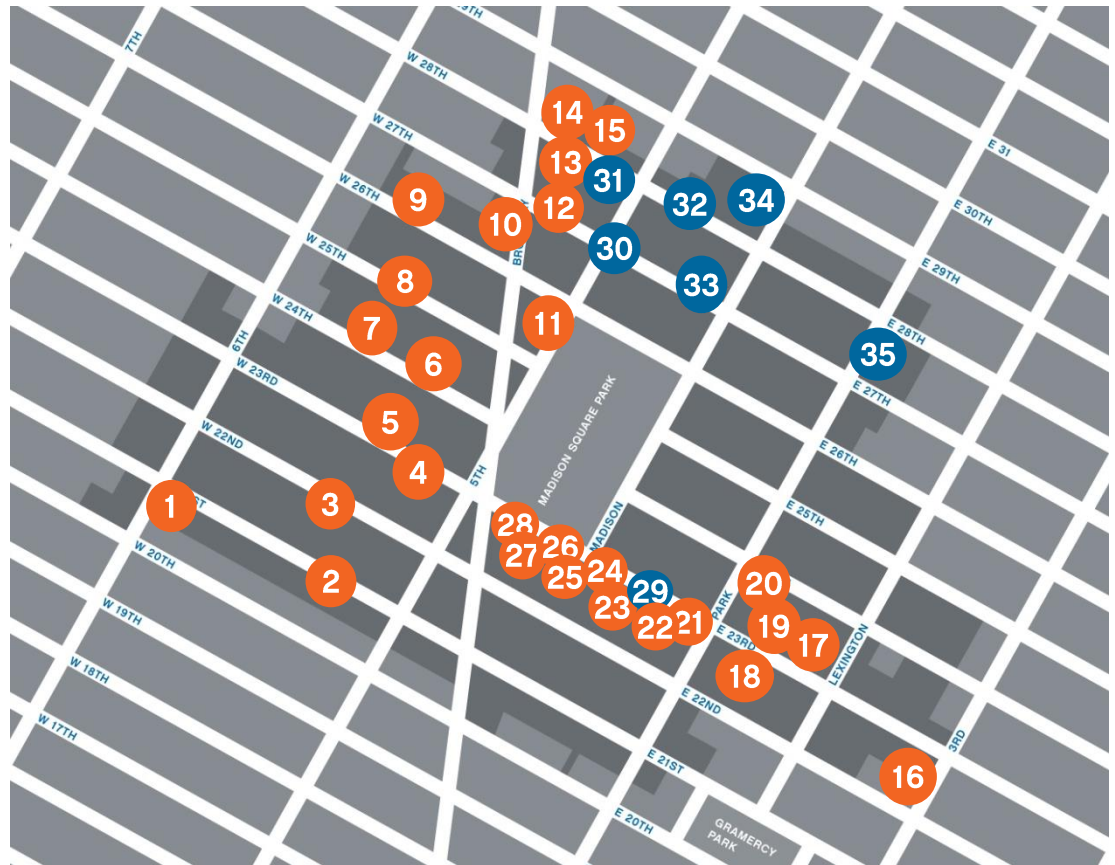 9TH
7TH
W 28TH
14
15
W 27TH
E 31
13
31
W 26TH
9
32
34
12
E 30TH
10
BR
30
W 25TH
E 29TH
8
33
W 24TH
7
11
E 28TH
6TH
6
35
W 23RD
E 27TH
5
MADISON SQUARE PARK
W 22ND
4
E 26TH
5TH
1
ST
3
E 25TH
28
MADISON
W 20TH
27
26
2
25
24
20
29
W 19TH
23
PARK
22
21
19
E 23RD
17
W 18TH
18
LEXINGTON
E 22ND
W 17TH
3RD
E 21ST
16
E 20TH
GRAMERCY
PARK